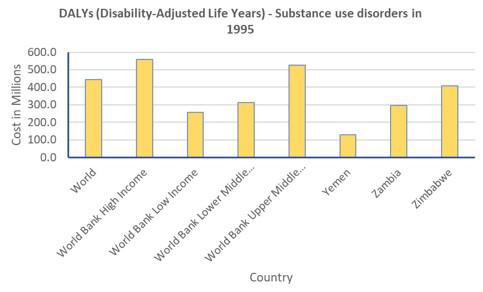 DALYs (Disability-Adjusted Life Years) - Substance use disorders in
1995
Cost in Millions
600.0
500.0
400.0
300.0
200.0
100.0
0.0
World
World Bank High Income
World Bank Low Income
World Bank Lower Middle...
World Bank Upper Middle...
Yemen
Zambia
Zimbabwe
Country